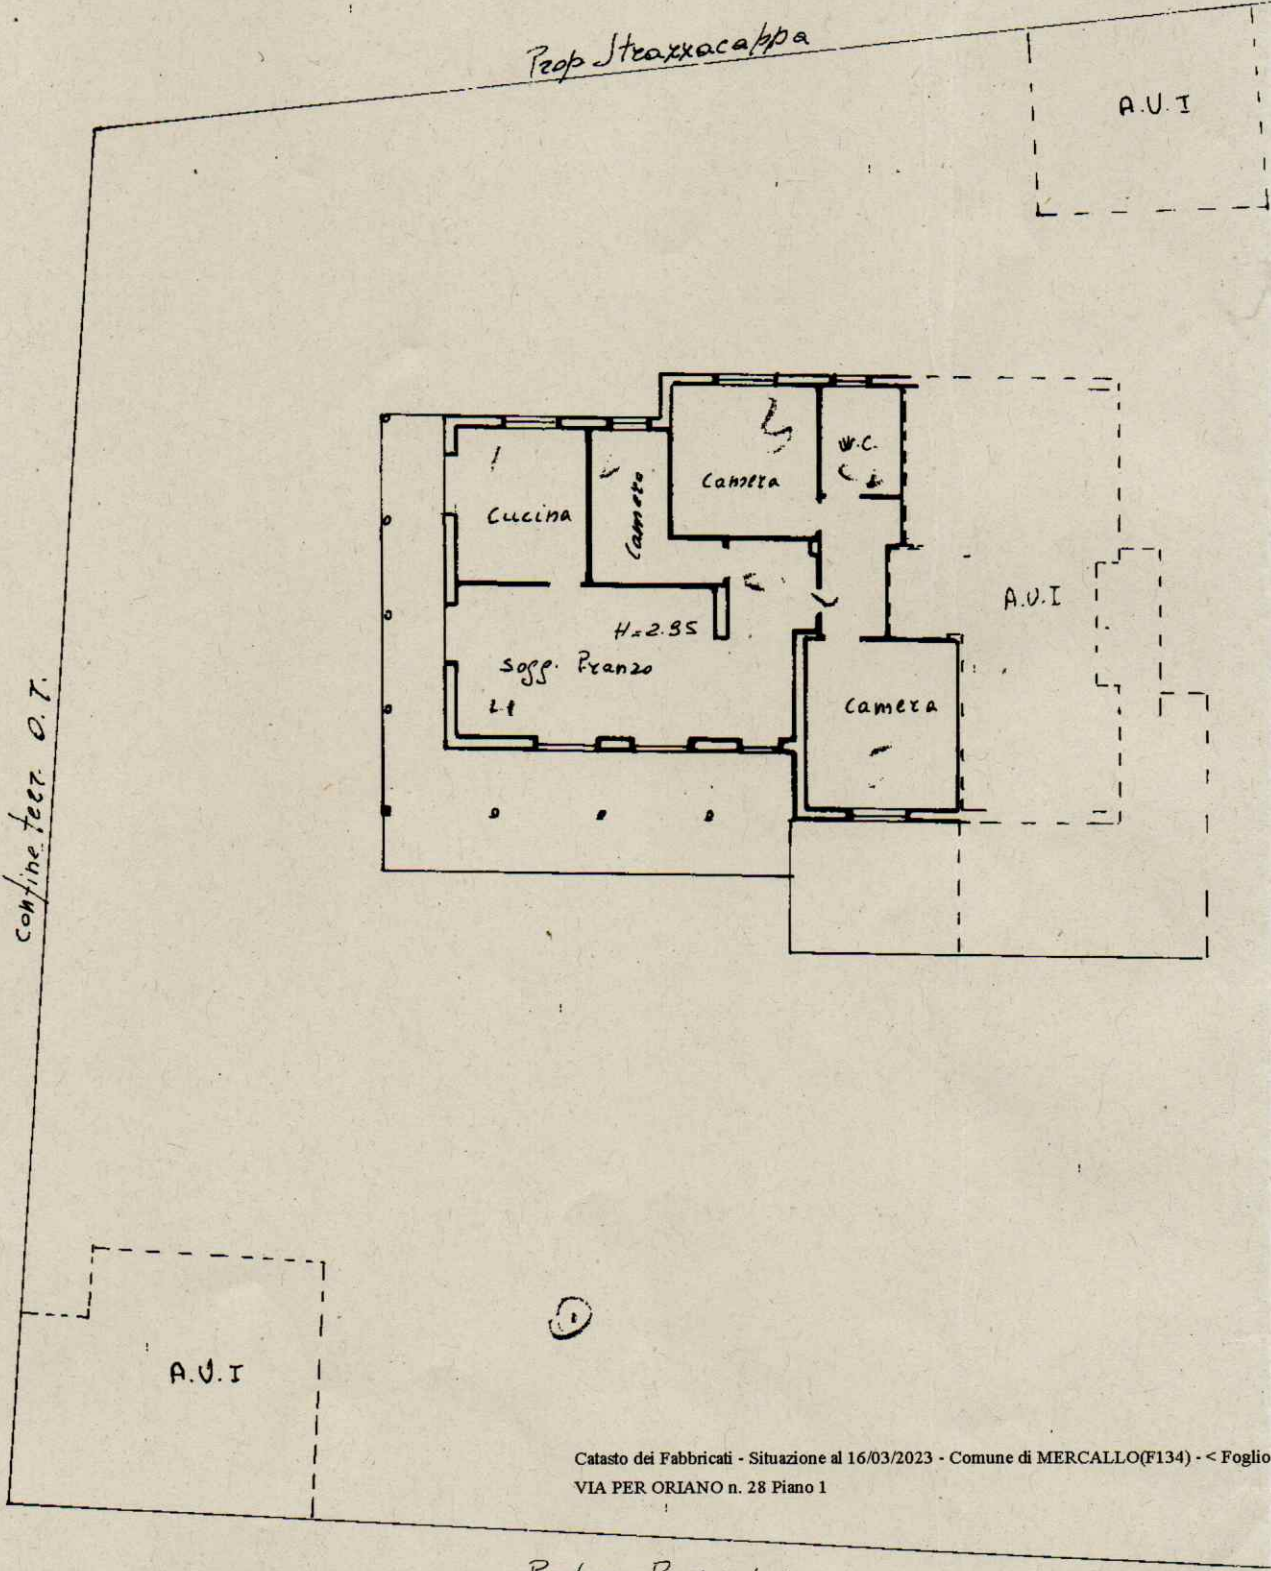 Prop Strazzacappa
A.U.I
W.C.
Camera
Camera
Cucina
A.U.I
H=2.95
Sogg. Pranzo
Camera
confine terr. O.T.
A.U.I
Catasto dei Fabbricati - Situazione al 16/03/2023 - Comune di MERCALLO(F134) - < Foglio
VIA PER ORIANO n. 28 Piano 1